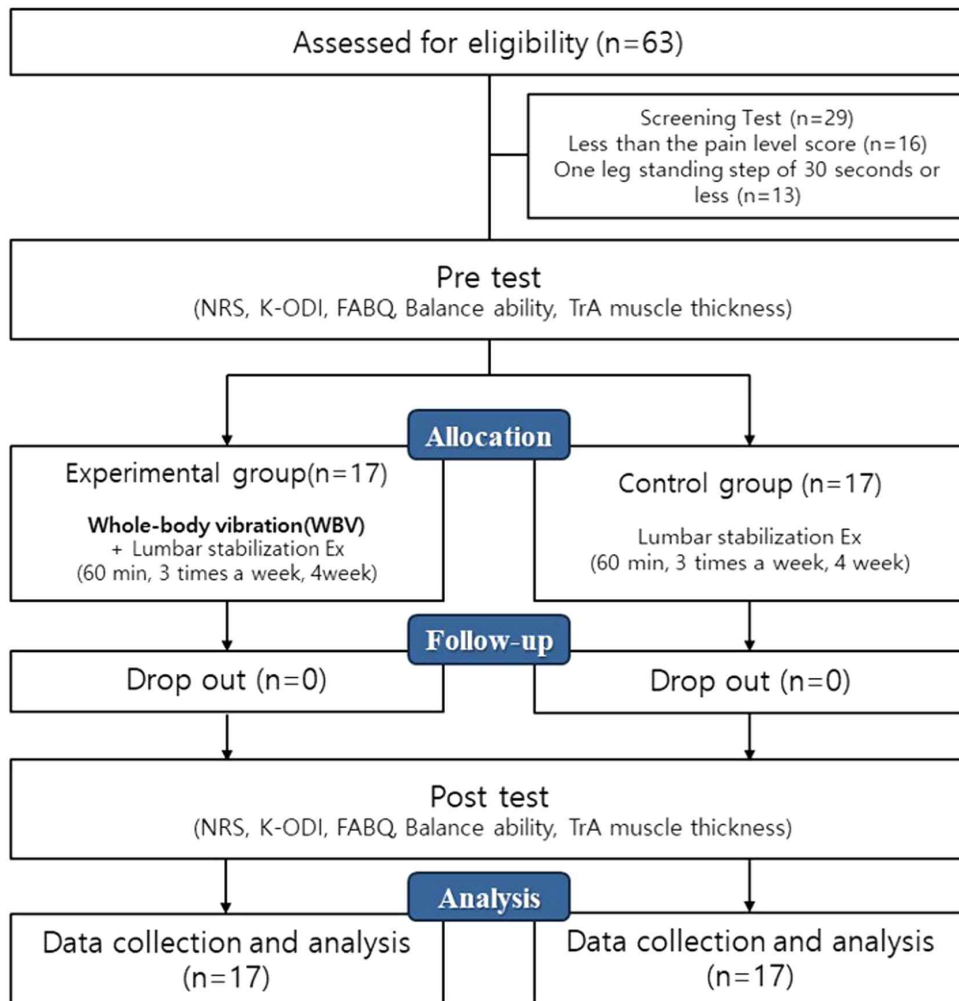 Assessed for eligibility (n=63)
Screening Test (n=29)
Less than the pain level score (n=16)
One leg standing step of 30 seconds or
less (n=13)
Pre test
(NRS, K-ODI, FABQ, Balance ability, TrA muscle thickness)
Allocation
Experimental group(n=17)
Whole-body vibration(WBV)
+ Lumbar stabilization Ex
(60 min, 3 times a week, 4week)
Control group (n=17)
Lumbar stabilization Ex
(60 min, 3 times a week, 4 week)
Follow-up
Drop out (n=0)
Drop out (n=0)
Post test
(NRS, K-ODI, FABQ, Balance ability, TrA muscle thickness)
Analysis
Data collection and analysis
(n=17)
Data collection and analysis
(n=17)